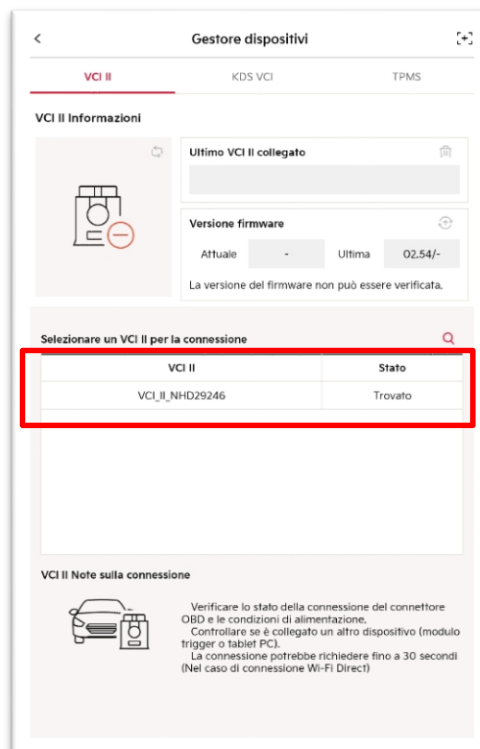 Gestore dispositivi
VCI II KDS VCI TPMS
VCI II Informazioni
Ultimo VCI II collegato
Versione firmware
Attuale - Ultima 02.54/-
La versione del firmware non può essere verificata.
Selezionare un VCI II per la connessione
VCI II Stato
VCI_II_NHD29246 Trovato
VCI II Note sulla connessione
Verificare lo stato della connessione del connettore
OBD e le condizioni di alimentazione.
Controllare se è collegato un altro dispositivo (modulo
trigger o tablet PC).
La connessione potrebbe richiedere fino a 30 secondi
(Nel caso di connessione Wi-Fi Direct)